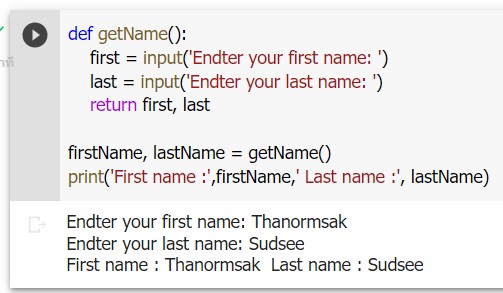 def getName():
first = input('Endter your first name: ')
last = input('Endter your last name: ')
return first, last
firstName, lastName = getName()
print('First name :',firstName,' Last name :', lastName)
Endter your first name: Thanormsak
Endter your last name: Sudsee
First name : Thanormsak  Last name : Sudsee